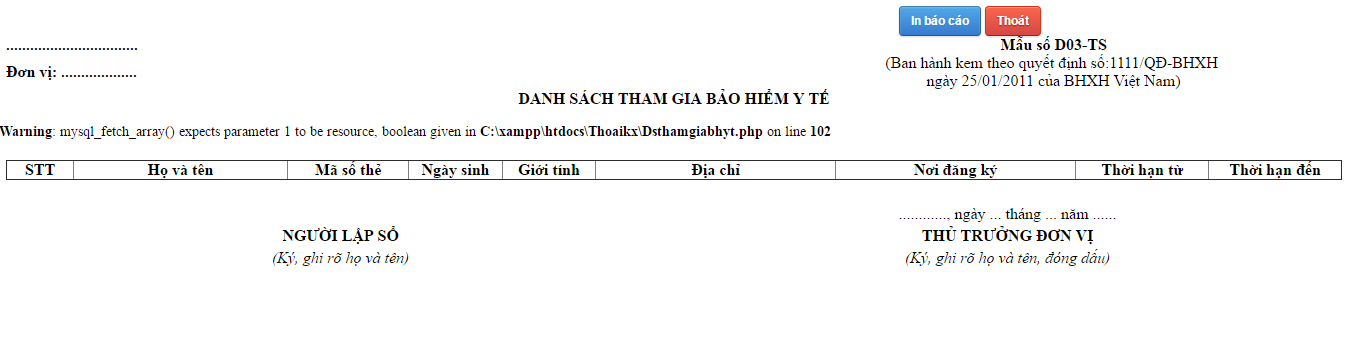 In báo cáo Thoát
................................. Mẫu số D03-TS
Đơn vị: ................... (Ban hành kem theo quyết định số:1111/QĐ-BHXH
ngày 25/01/2011 của BHXH Việt Nam)
DANH SÁCH THAM GIA BẢO HIỂM Y TẾ
Warning: mysql_fetch_array() expects parameter 1 to be resource, boolean given in C:\xampp\htdocs\Thoaikx\Dsthamgiabhyt.php on line 102
STT Họ và tên Mã số thẻ Ngày sinh Giới tính Địa chỉ Nơi đăng ký Thời hạn từ Thời hạn đến
............, ngày ... tháng ... năm ......
NGƯỜI LẬP SỔ THỦ TRƯỞNG ĐƠN VỊ
(Ký, ghi rõ họ và tên) (Ký, ghi rõ họ và tên, đóng dấu)